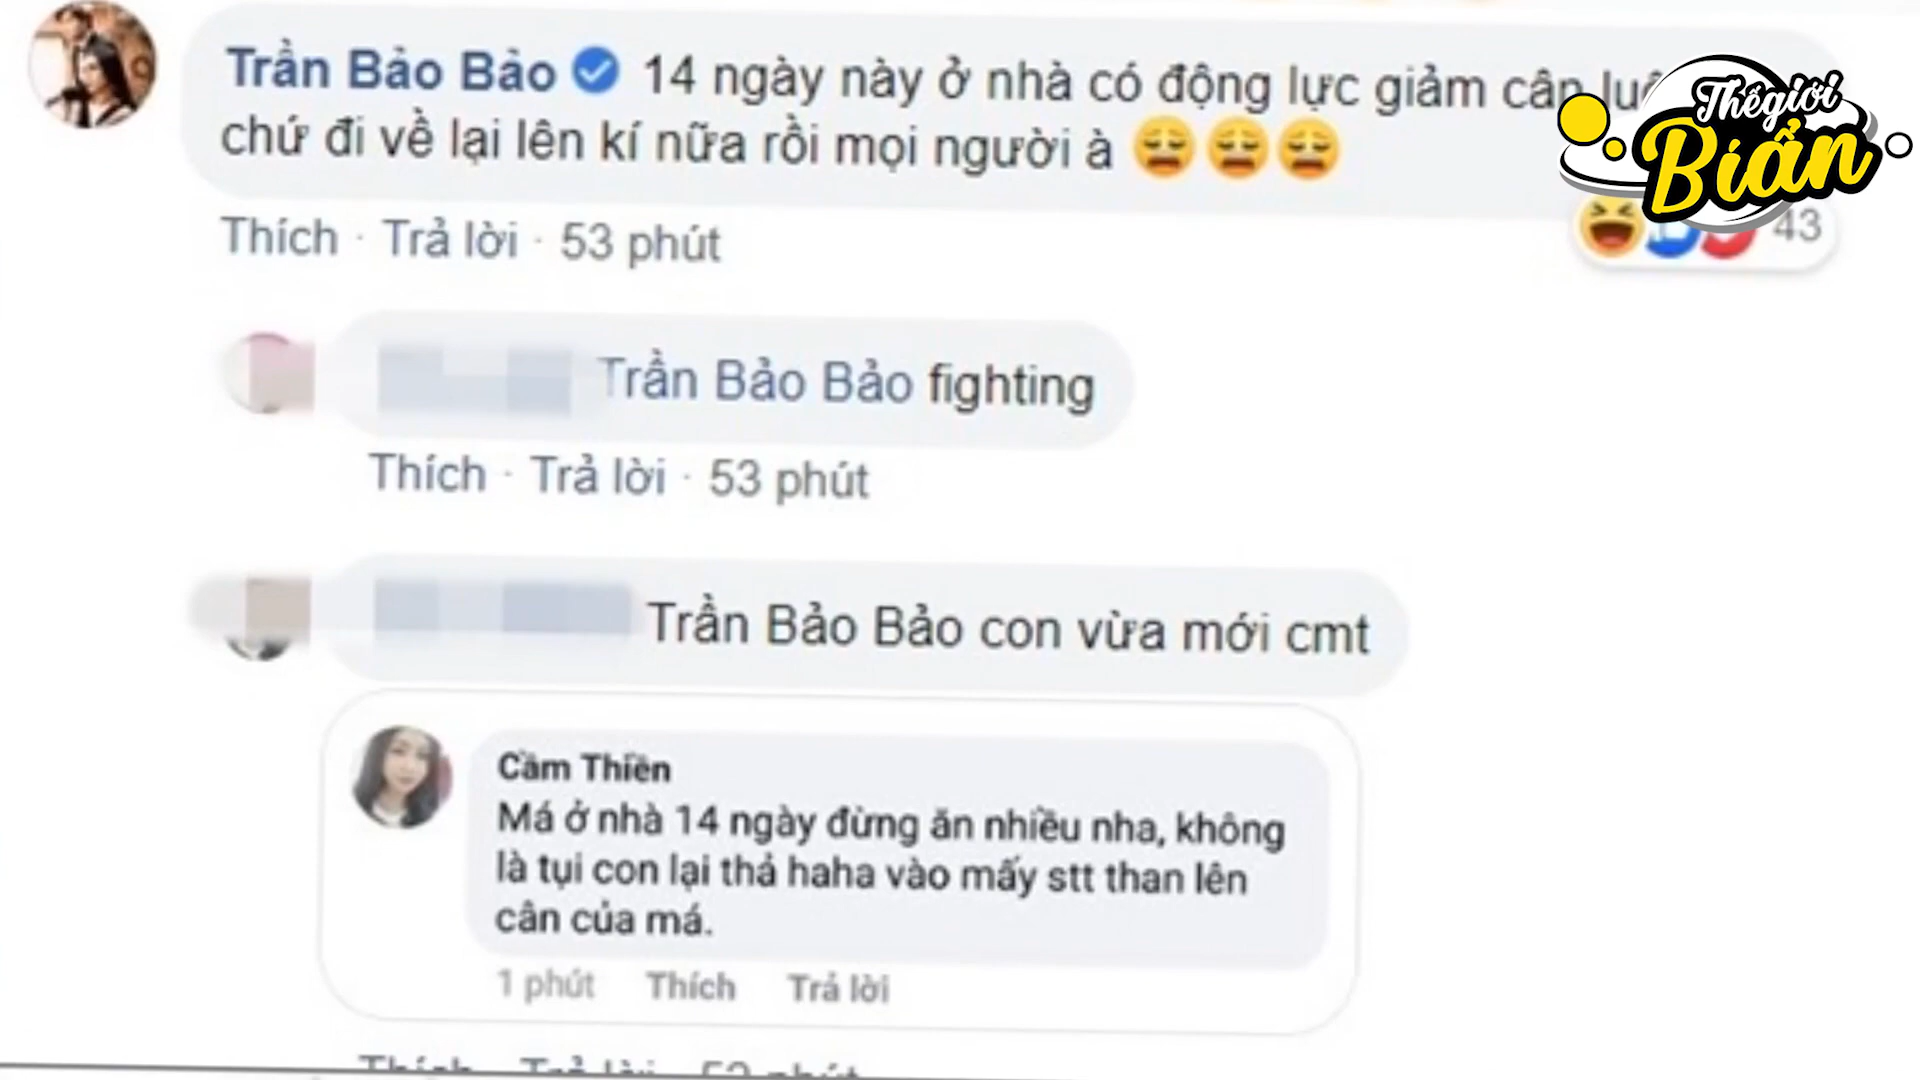 Trần Bảo Bảo 14 ngày này ở nhà có động lực giảm cân
chứ đi về lại lên kí nữa rồi mọi người à
Thế giới
Biẩn
43
Thích · Trả lời · 53 phút
Trần Bảo Bảo fighting
Thích · Trả lời · 53 phút
Trần Bảo Bảo con vừa mới cmt
Cầm Thiền
Má ở nhà 14 ngày đừng ăn nhiều nha, không
là tụi con lại thả haha vào mấy stt than lên
cân của má.
1 phút Thích Trả lời